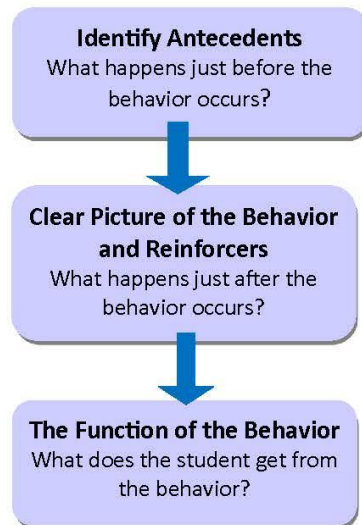 Identify Antecedents
What happens just before the
behavior occurs?
Clear Picture of the Behavior
and Reinforcers
What happens just after the
behavior occurs?
The Function of the Behavior
What does the student get from
the behavior?